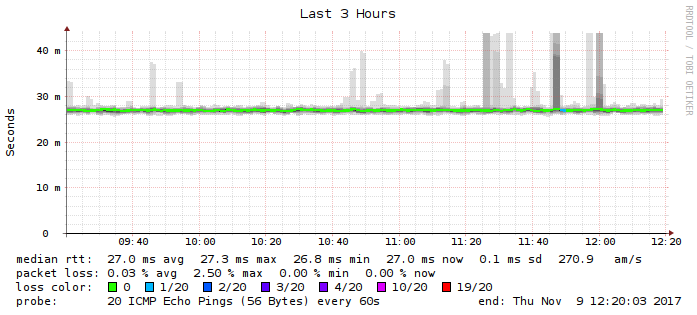 Last 3 Hours
RRDTOOL / TOBI OETIKER
Seconds
40 m
30 m
20 m
10 m
0
09:40 10:00 10:20 10:40 11:00 11:20 11:40 12:00 12:20
median rtt: 27.0 ms avg 27.3 ms max 26.8 ms min 27.0 ms now 0.1 ms sd 270.9 am/s
packet loss: 0.03 % avg 2.50 % max 0.00 % min 0.00 % now
loss color: 0 1/20 2/20 3/20 4/20 10/20 19/20
probe: 20 ICMP Echo Pings (56 Bytes) every 60s end: Thu Nov 9 12:20:03 2017